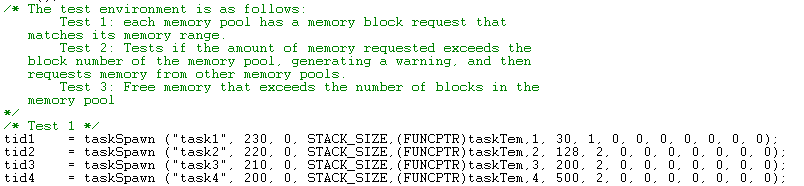 /* The test environment is as follows:
Test 1: each memory pool has a memory block request that
matches its memory range.
Test 2: Tests if the amount of memory requested exceeds the
block number of the memory pool, generating a warning, and then
requests memory from other memory pools.
Test 3: Free memory that exceeds the number of blocks in the
memory pool
*/
/* Test 1 */
tid1 = taskSpawn ("task1", 230, 0, STACK_SIZE,(FUNCPTR)taskTem,1, 30, 1, 0, 0, 0, 0, 0, 0, 0);
tid2 = taskSpawn ("task2", 220, 0, STACK_SIZE,(FUNCPTR)taskTem,2, 128, 2, 0, 0, 0, 0, 0, 0, 0);
tid3 = taskSpawn ("task3", 210, 0, STACK_SIZE,(FUNCPTR)taskTem,3, 200, 2, 0, 0, 0, 0, 0, 0, 0);
tid4 = taskSpawn ("task4", 200, 0, STACK_SIZE,(FUNCPTR)taskTem,4, 500, 2, 0, 0, 0, 0, 0, 0, 0);